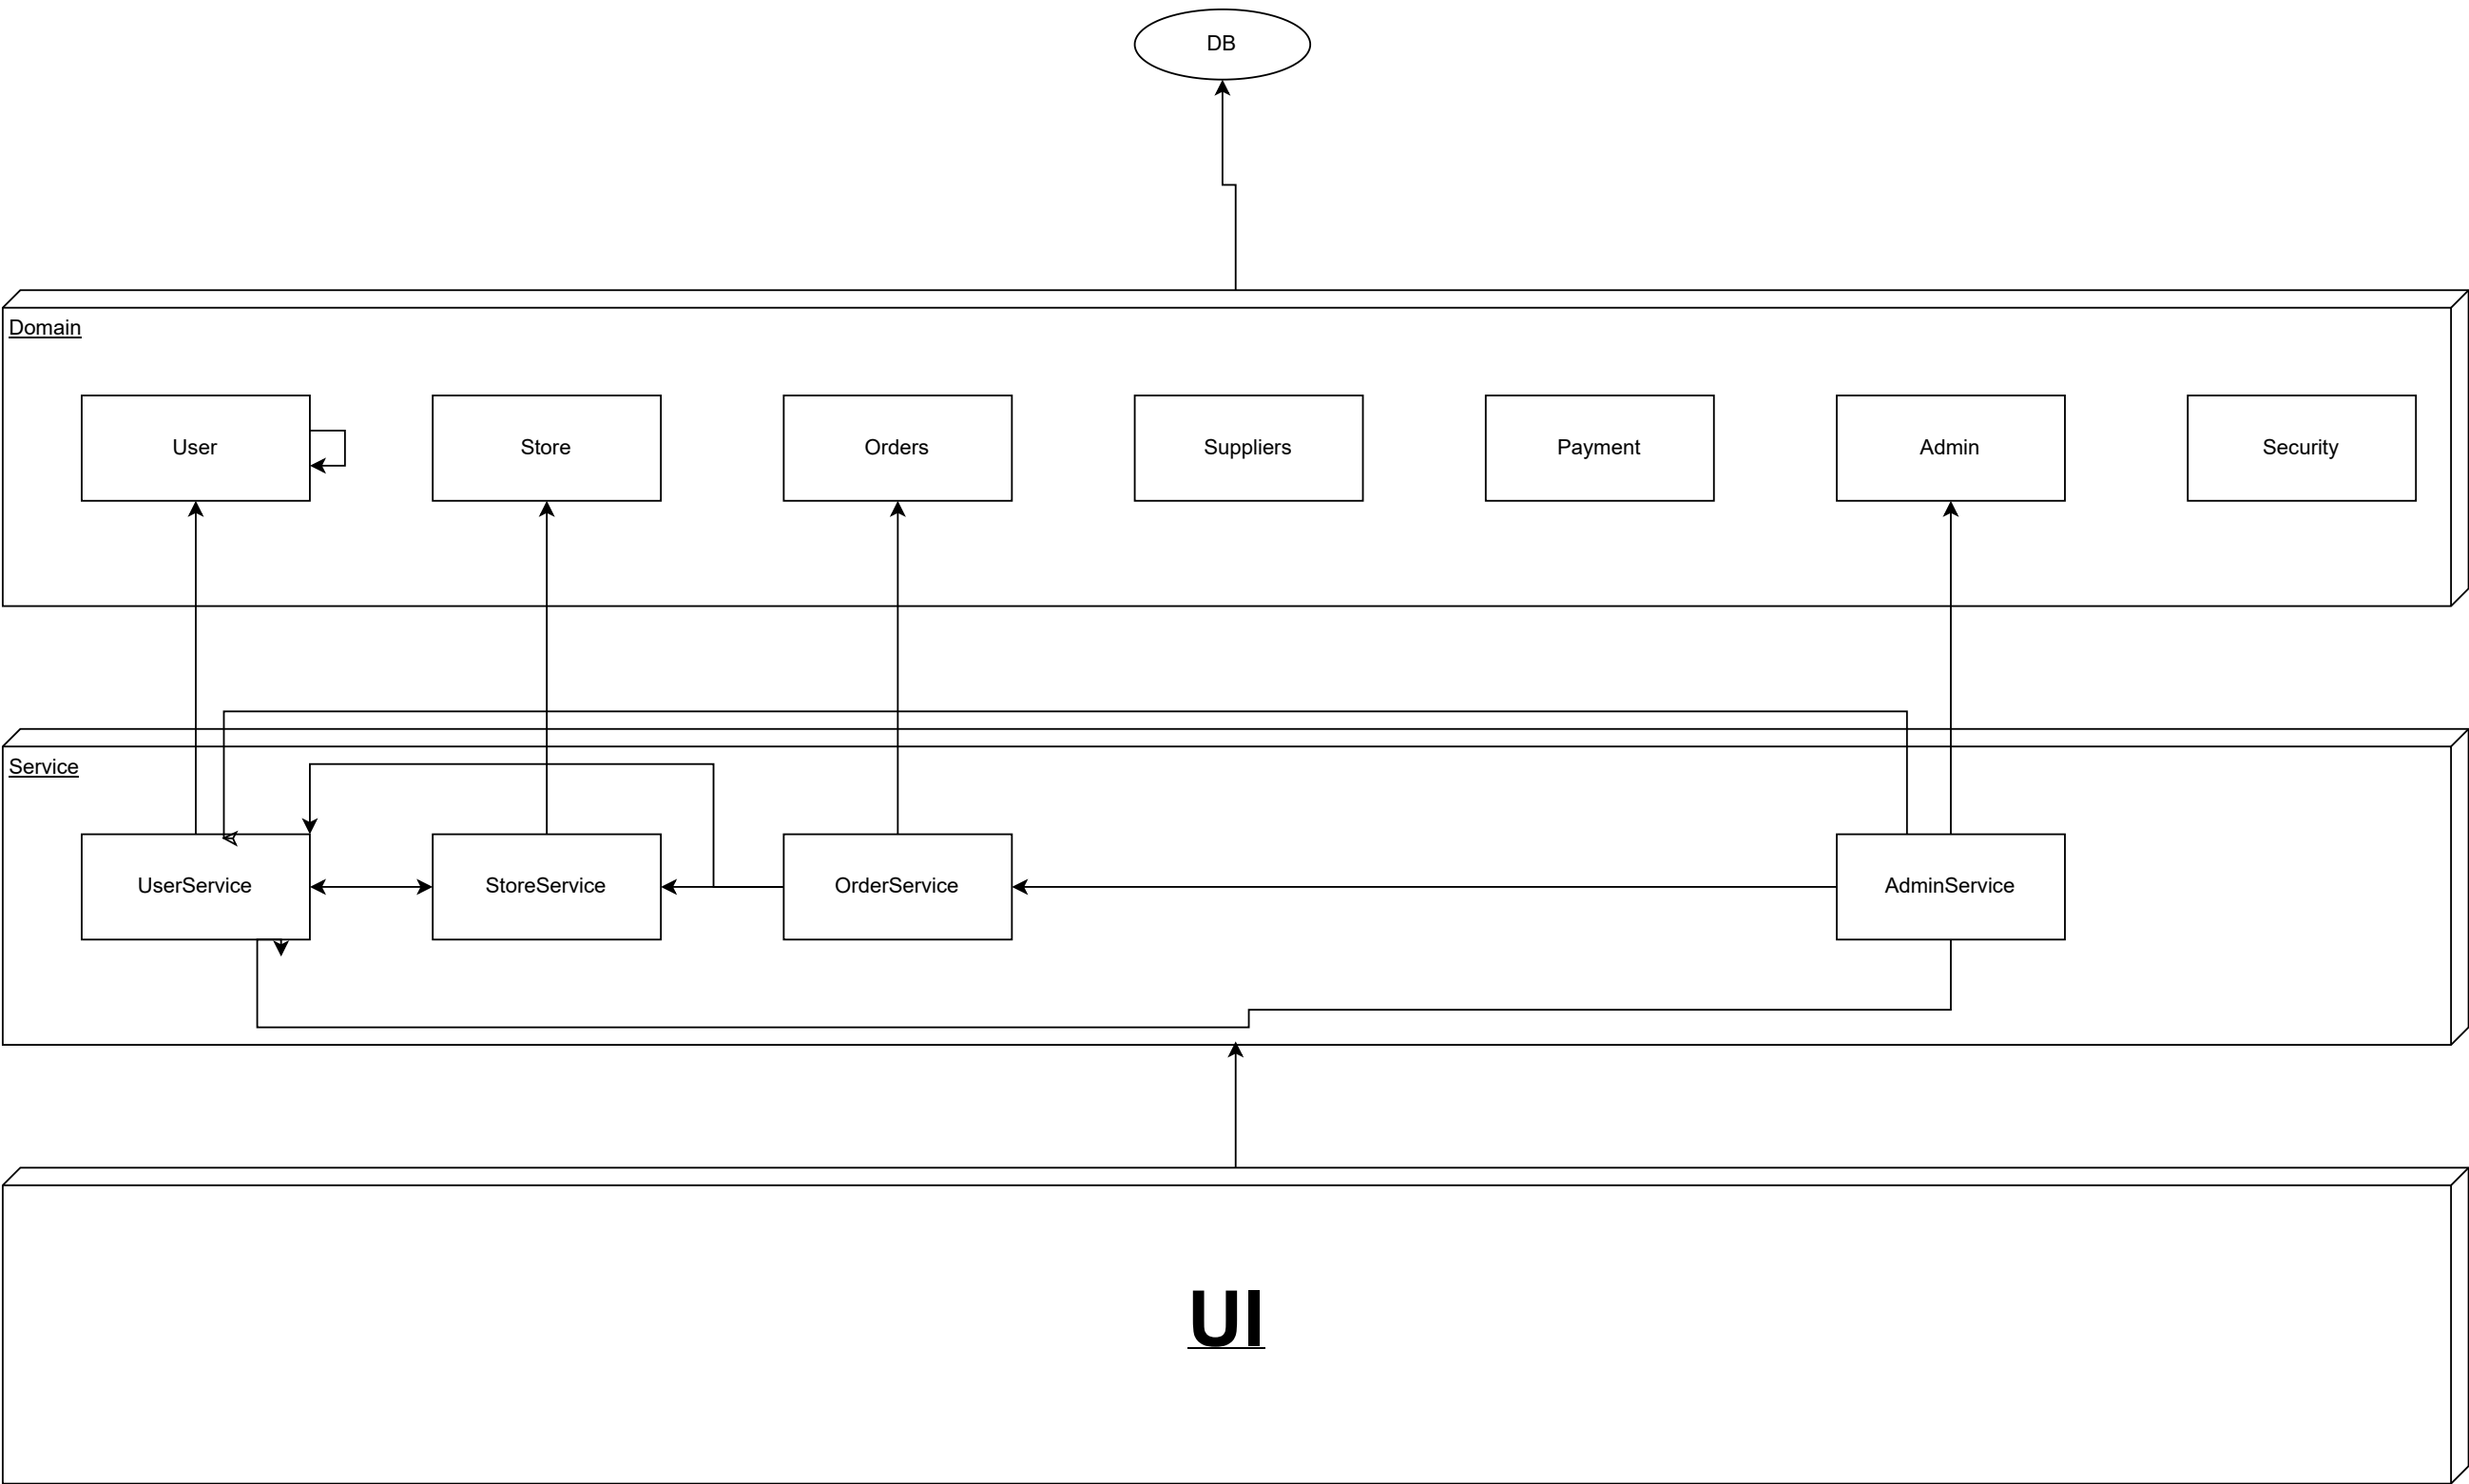 DB
Domain
User
Store
Orders
Suppliers
Payment
Admin
Security
Service
UserService
StoreService
OrderService
AdminService
UI